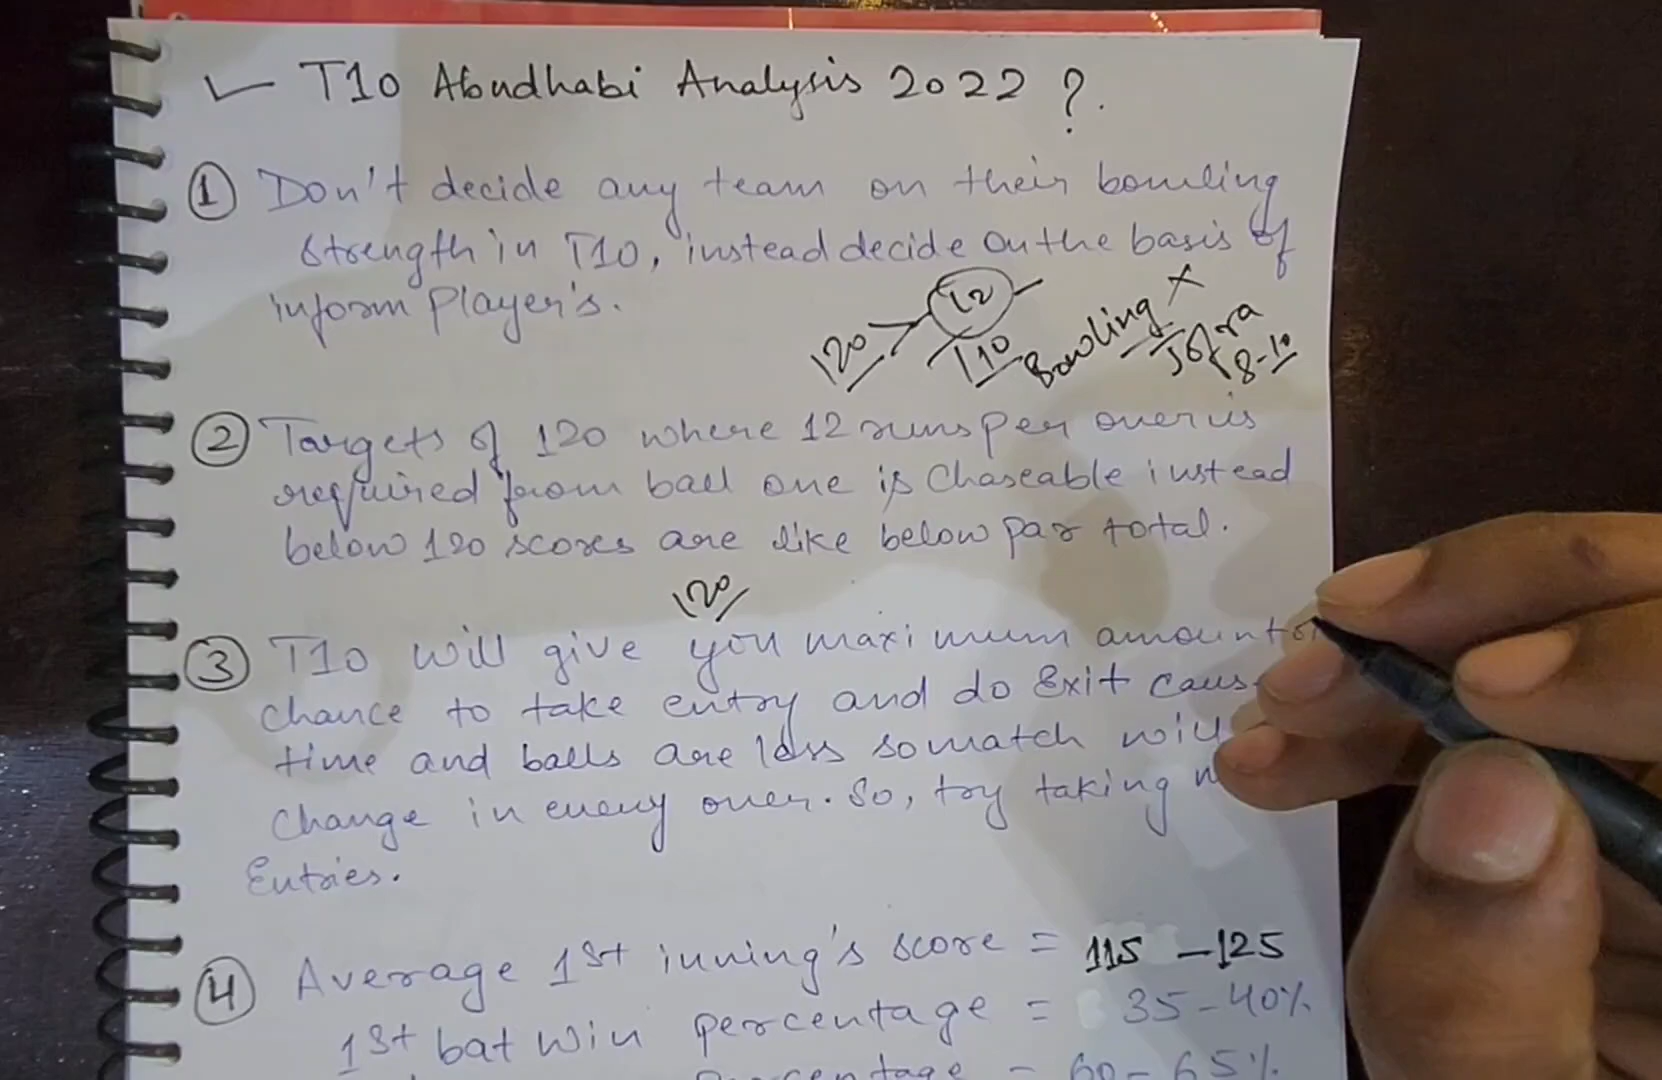 T10 Abudhabi Analysis 2022 ?
1 Don't decide any team on their bowling
strength in T10, instead decide on the basis of
inform Player's.
120 12
T10 Bowling X
8-10
2 Targets of 120 where 12 runs per over is
required from ball one is Chaseable instead
below 120 scores are like below par total.
120
3 T10 will give you maximum amount
chance to take entry and do Exit caus
time and balls are less so match will
change in every over. So, try taking
Entries.
4 Average 1st inning's score = 115 - 125
1st bat win percentage = 35-40%
percentage = 60-65%